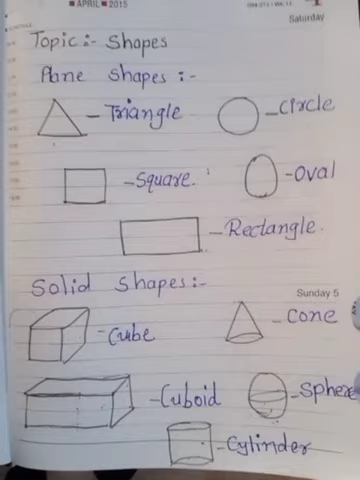 APRIL ■ 2015
Saturday
Topic:- Shapes
Plane Shapes :-
- Triangle - Circle
- Square. - Oval
- Rectangle.
Solid Shapes:-
Sunday 5
- Cube - Cone
- Cuboid - Sphere
- Cylinder